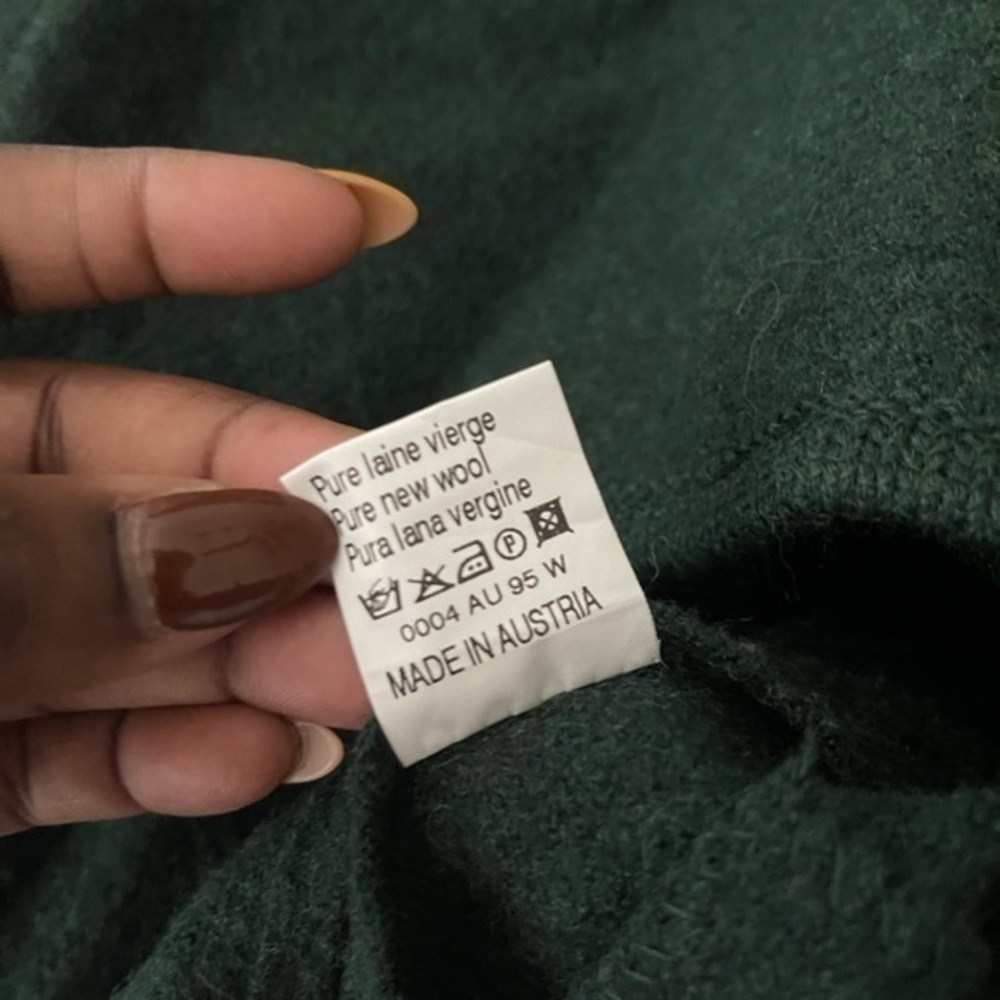 Pure laine vierge
Pure new wool
Pura lana vergine
P
0004 AU 95 W
MADE IN AUSTRIA